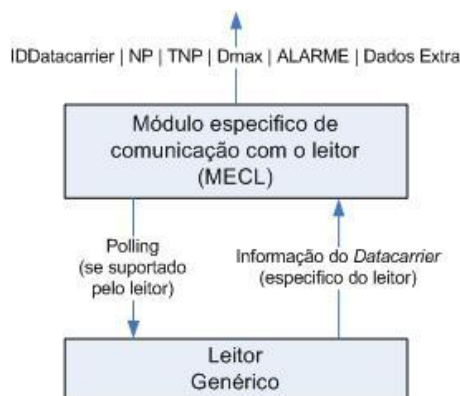 IDDatacarrier | NP | TNP | Dmax | ALARME | Dados Extra
Módulo especifico de
comunicação com o leitor
(MECL)
Polling
(se suportado
pelo leitor)
Informação do Datacarrier
(especifico do leitor)
Leitor
Genérico